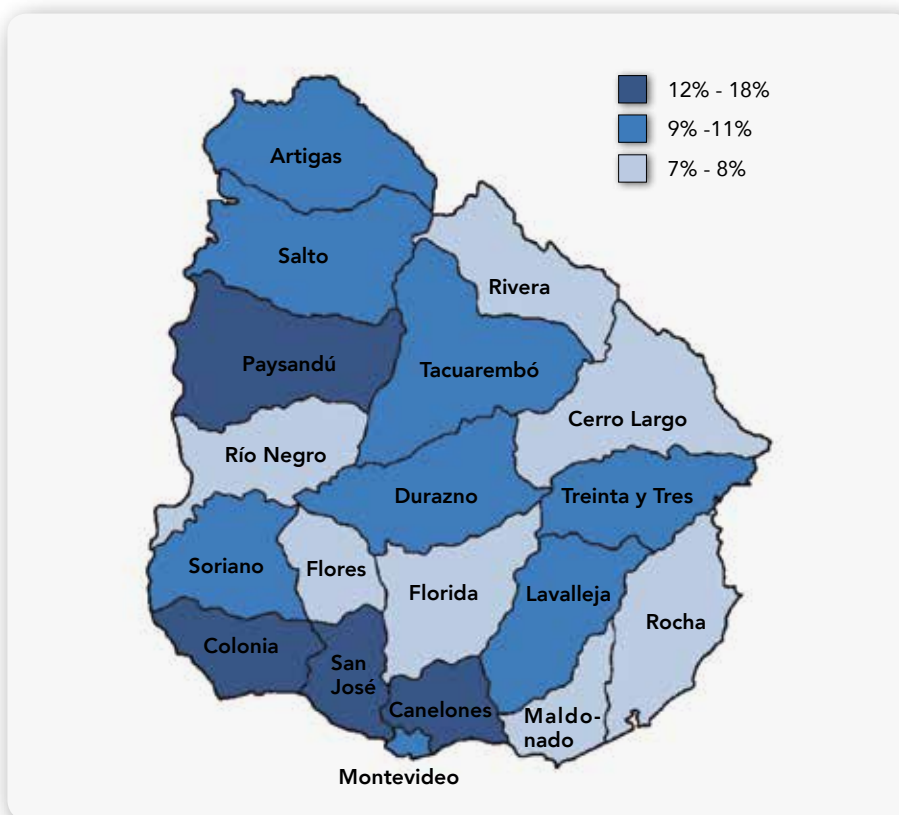 12% - 18%
9% -11%
7% - 8%
Artigas
Salto
Rivera
Paysandú
Tacuarembó
Cerro Largo
Río Negro
Durazno
Treinta y Tres
Soriano
Flores
Florida
Lavalleja
Rocha
Colonia
San
José
Canelones
Maldo-
nado
Montevideo